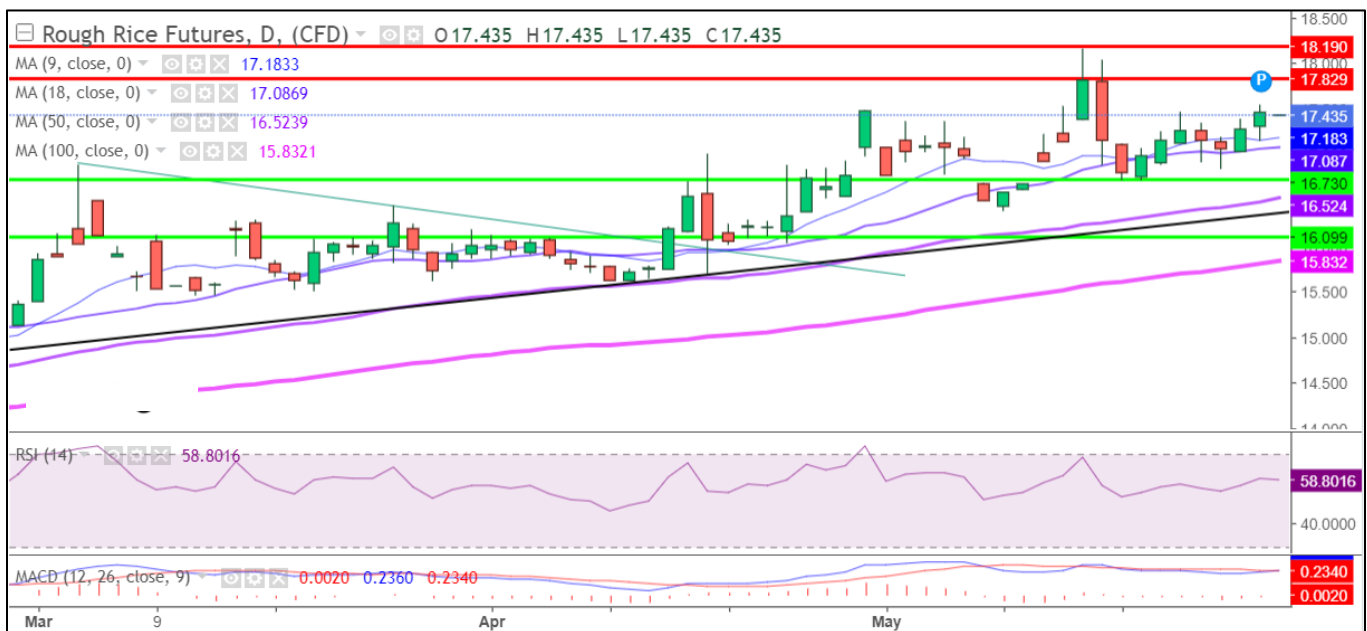 Rough Rice Futures, D, (CFD) O17.435 H17.435 L17.435 C17.435
MA (9, close, 0) 17.1833
MA (18, close, 0) 17.0869
MA (50, close, 0) 16.5239
MA (100, close, 0) 15.8321
P
18.500
18.190
18.000
17.829
17.435
17.183
17.087
16.730
16.524
16.099
15.832
15.500
15.000
14.500
14.000
RSI (14) 58.8016
58.8016
40.0000
MACD (12, 26, close, 9) 0.0020 0.2360 0.2340
0.2340
0.0020
Mar 9 Apr May